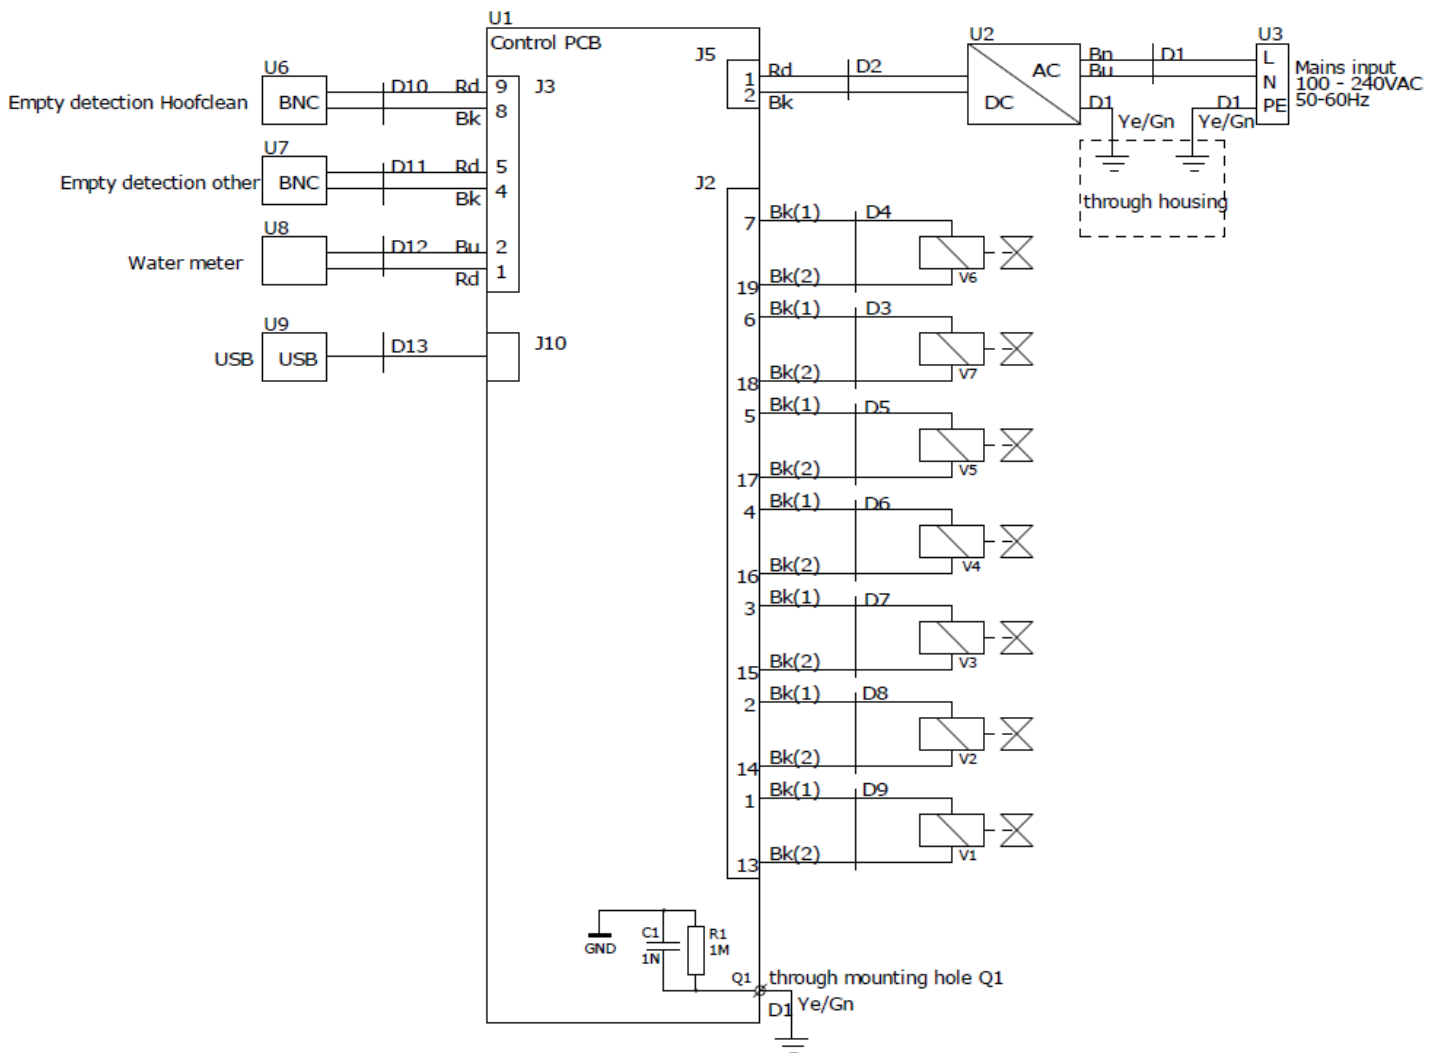 U1
Control PCB
U6
BNC
Empty detection Hoofclean
D10
Rd
9
J3
Bk
8
U7
BNC
Empty detection other
D11
Rd
5
Bk
4
U8
Water meter
D12
Bu
2
Rd
1
U9
USB
USB
D13
J10
J5
1
Rd
D2
2
Bk
U2
AC
DC
Bn
D1
Bu
D1
Ye/Gn
D1
Ye/Gn
U3
L
N
PE
Mains input
100 - 240VAC
50-60Hz
through housing
J2
7
Bk(1)
D4
19
Bk(2)
V6
6
Bk(1)
D3
18
Bk(2)
V7
5
Bk(1)
D5
17
Bk(2)
V5
4
Bk(1)
D6
16
Bk(2)
V4
3
Bk(1)
D7
15
Bk(2)
V3
2
Bk(1)
D8
14
Bk(2)
V2
1
Bk(1)
D9
13
Bk(2)
V1
GND
C1
1N
R1
1M
Q1
through mounting hole Q1
D1
Ye/Gn